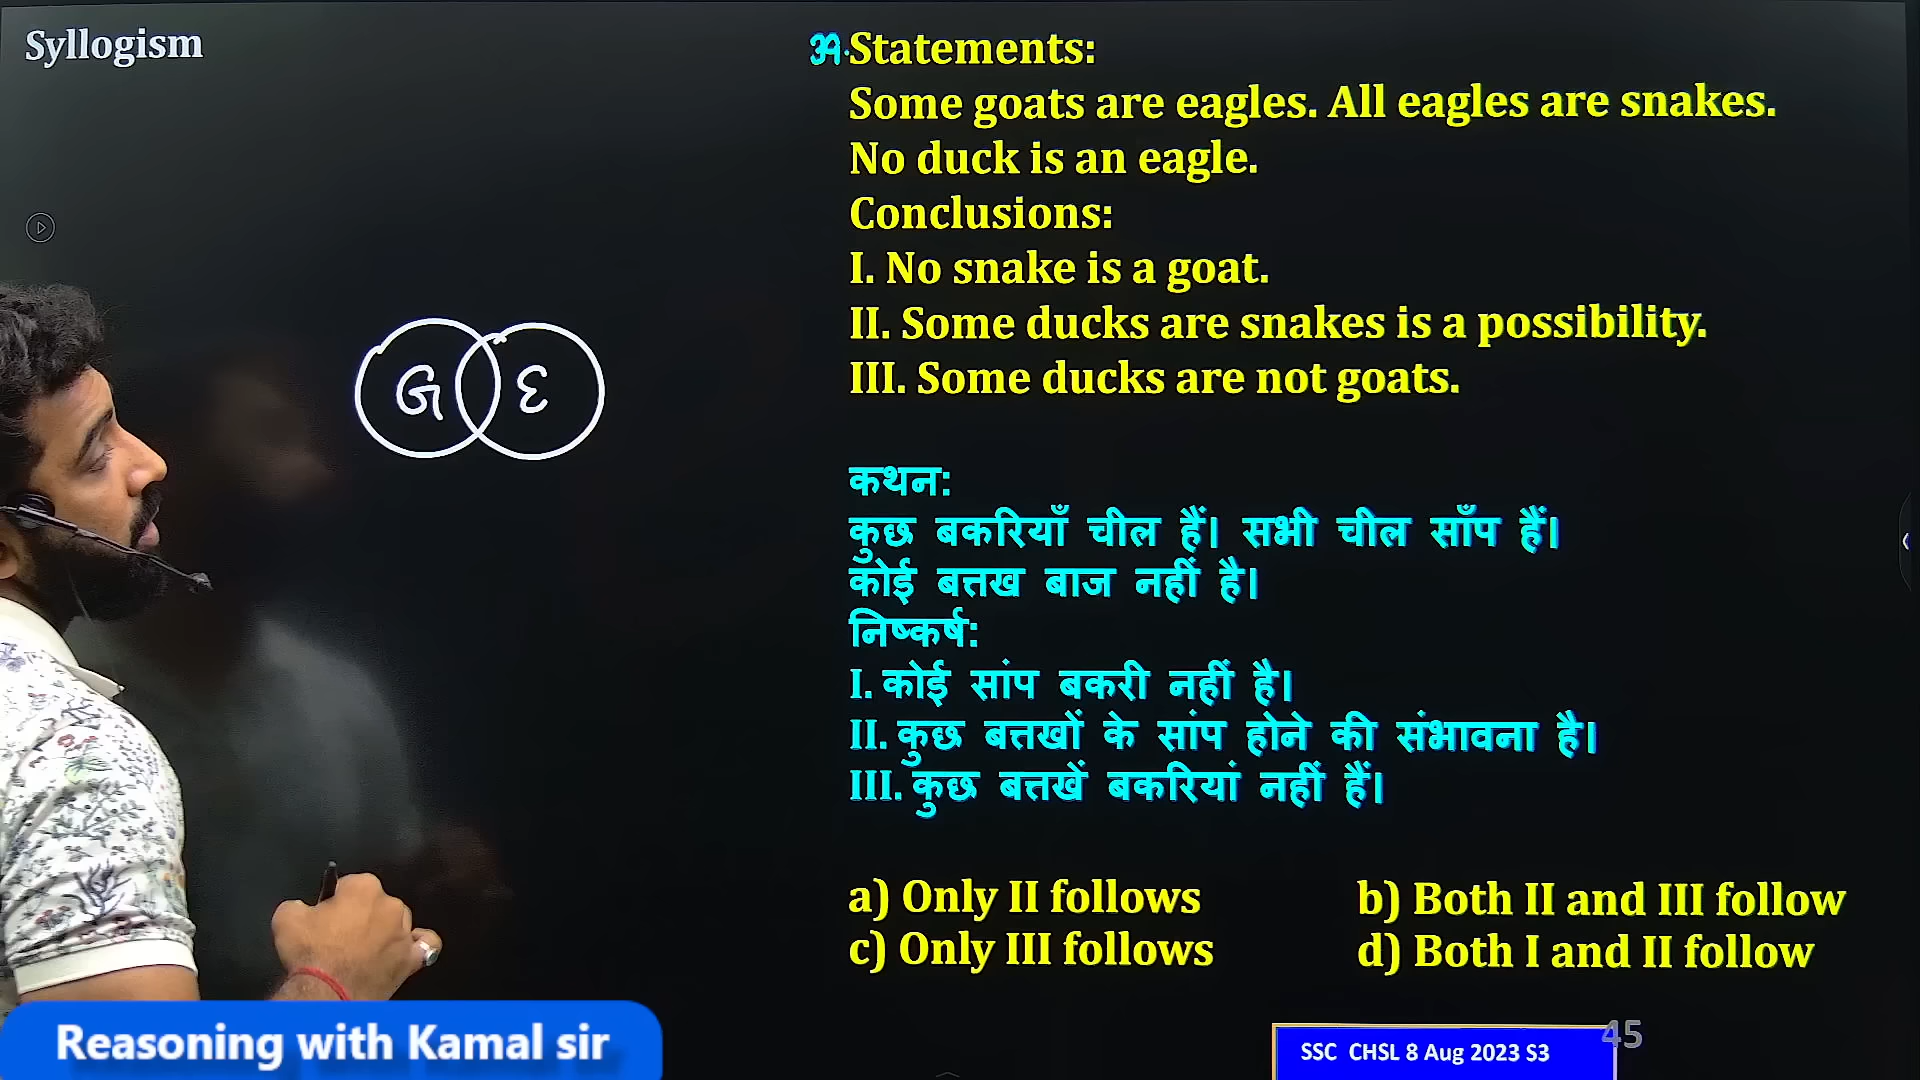 Syllogism
39. Statements:
Some goats are eagles. All eagles are snakes.
No duck is an eagle.
Conclusions:
I. No snake is a goat.
II. Some ducks are snakes is a possibility.
III. Some ducks are not goats.
G E
कथन:
कुछ बकरियाँ चील हैं। सभी चील साँप हैं।
कोई बत्तख बाज नहीं है।
निष्कर्ष:
I. कोई सांप बकरी नहीं है।
II. कुछ बत्तखों के सांप होने की संभावना है।
III. कुछ बत्तखें बकरियां नहीं हैं।
a) Only II follows b) Both II and III follow
c) Only III follows d) Both I and II follow
Reasoning with Kamal sir
SSC CHSL 8 Aug 2023 S3
45